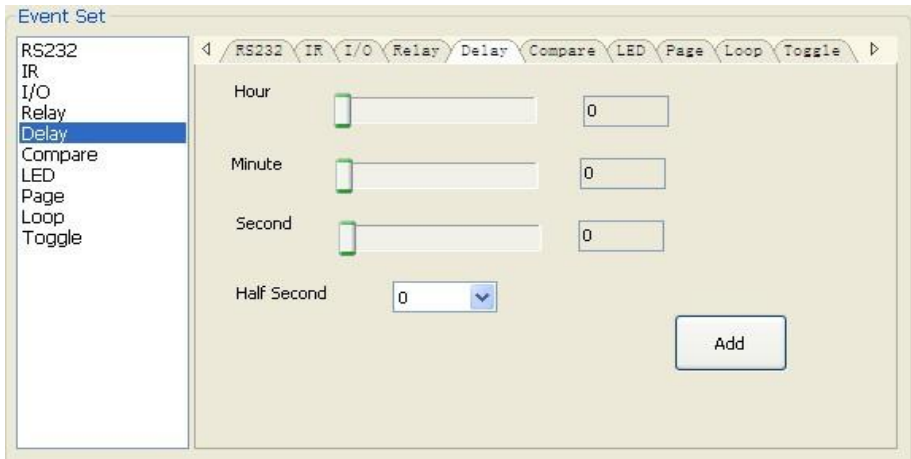 Event Set
RS232
IR
I/O
Relay
Delay
Compare
LED
Page
Loop
Toggle
RS232 IR I/O Relay Delay Compare LED Page Loop Toggle
Hour 0
Minute 0
Second 0
Half Second 0
Add